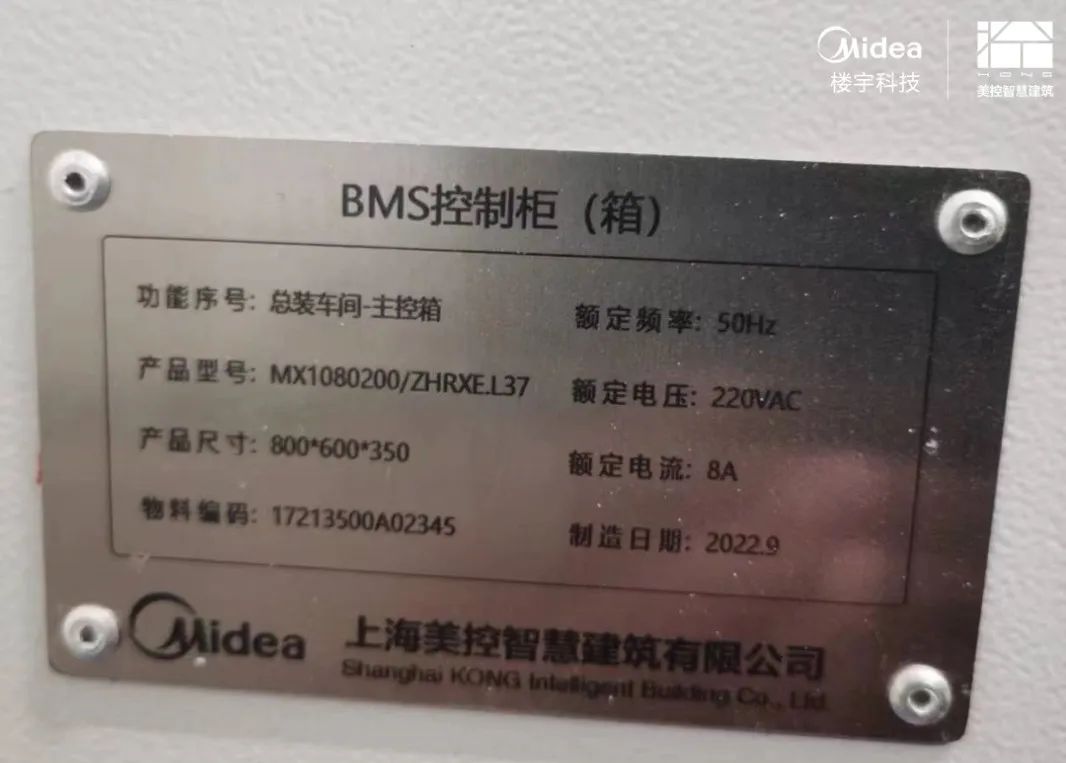 Midea
楼宇科技
KONG
美控智慧建筑
BMS控制柜（箱）
功能序号：总装车间-主控箱
额定频率：50Hz
产品型号：MX1080200/ZHRXE.L37
额定电压：220VAC
产品尺寸：800*600*350
额定电流：8A
物料编码：17213500A02345
制造日期：2022.9
Midea
上海美控智慧建筑有限公司
Shanghai KONG Intelligent Building Co., Ltd.